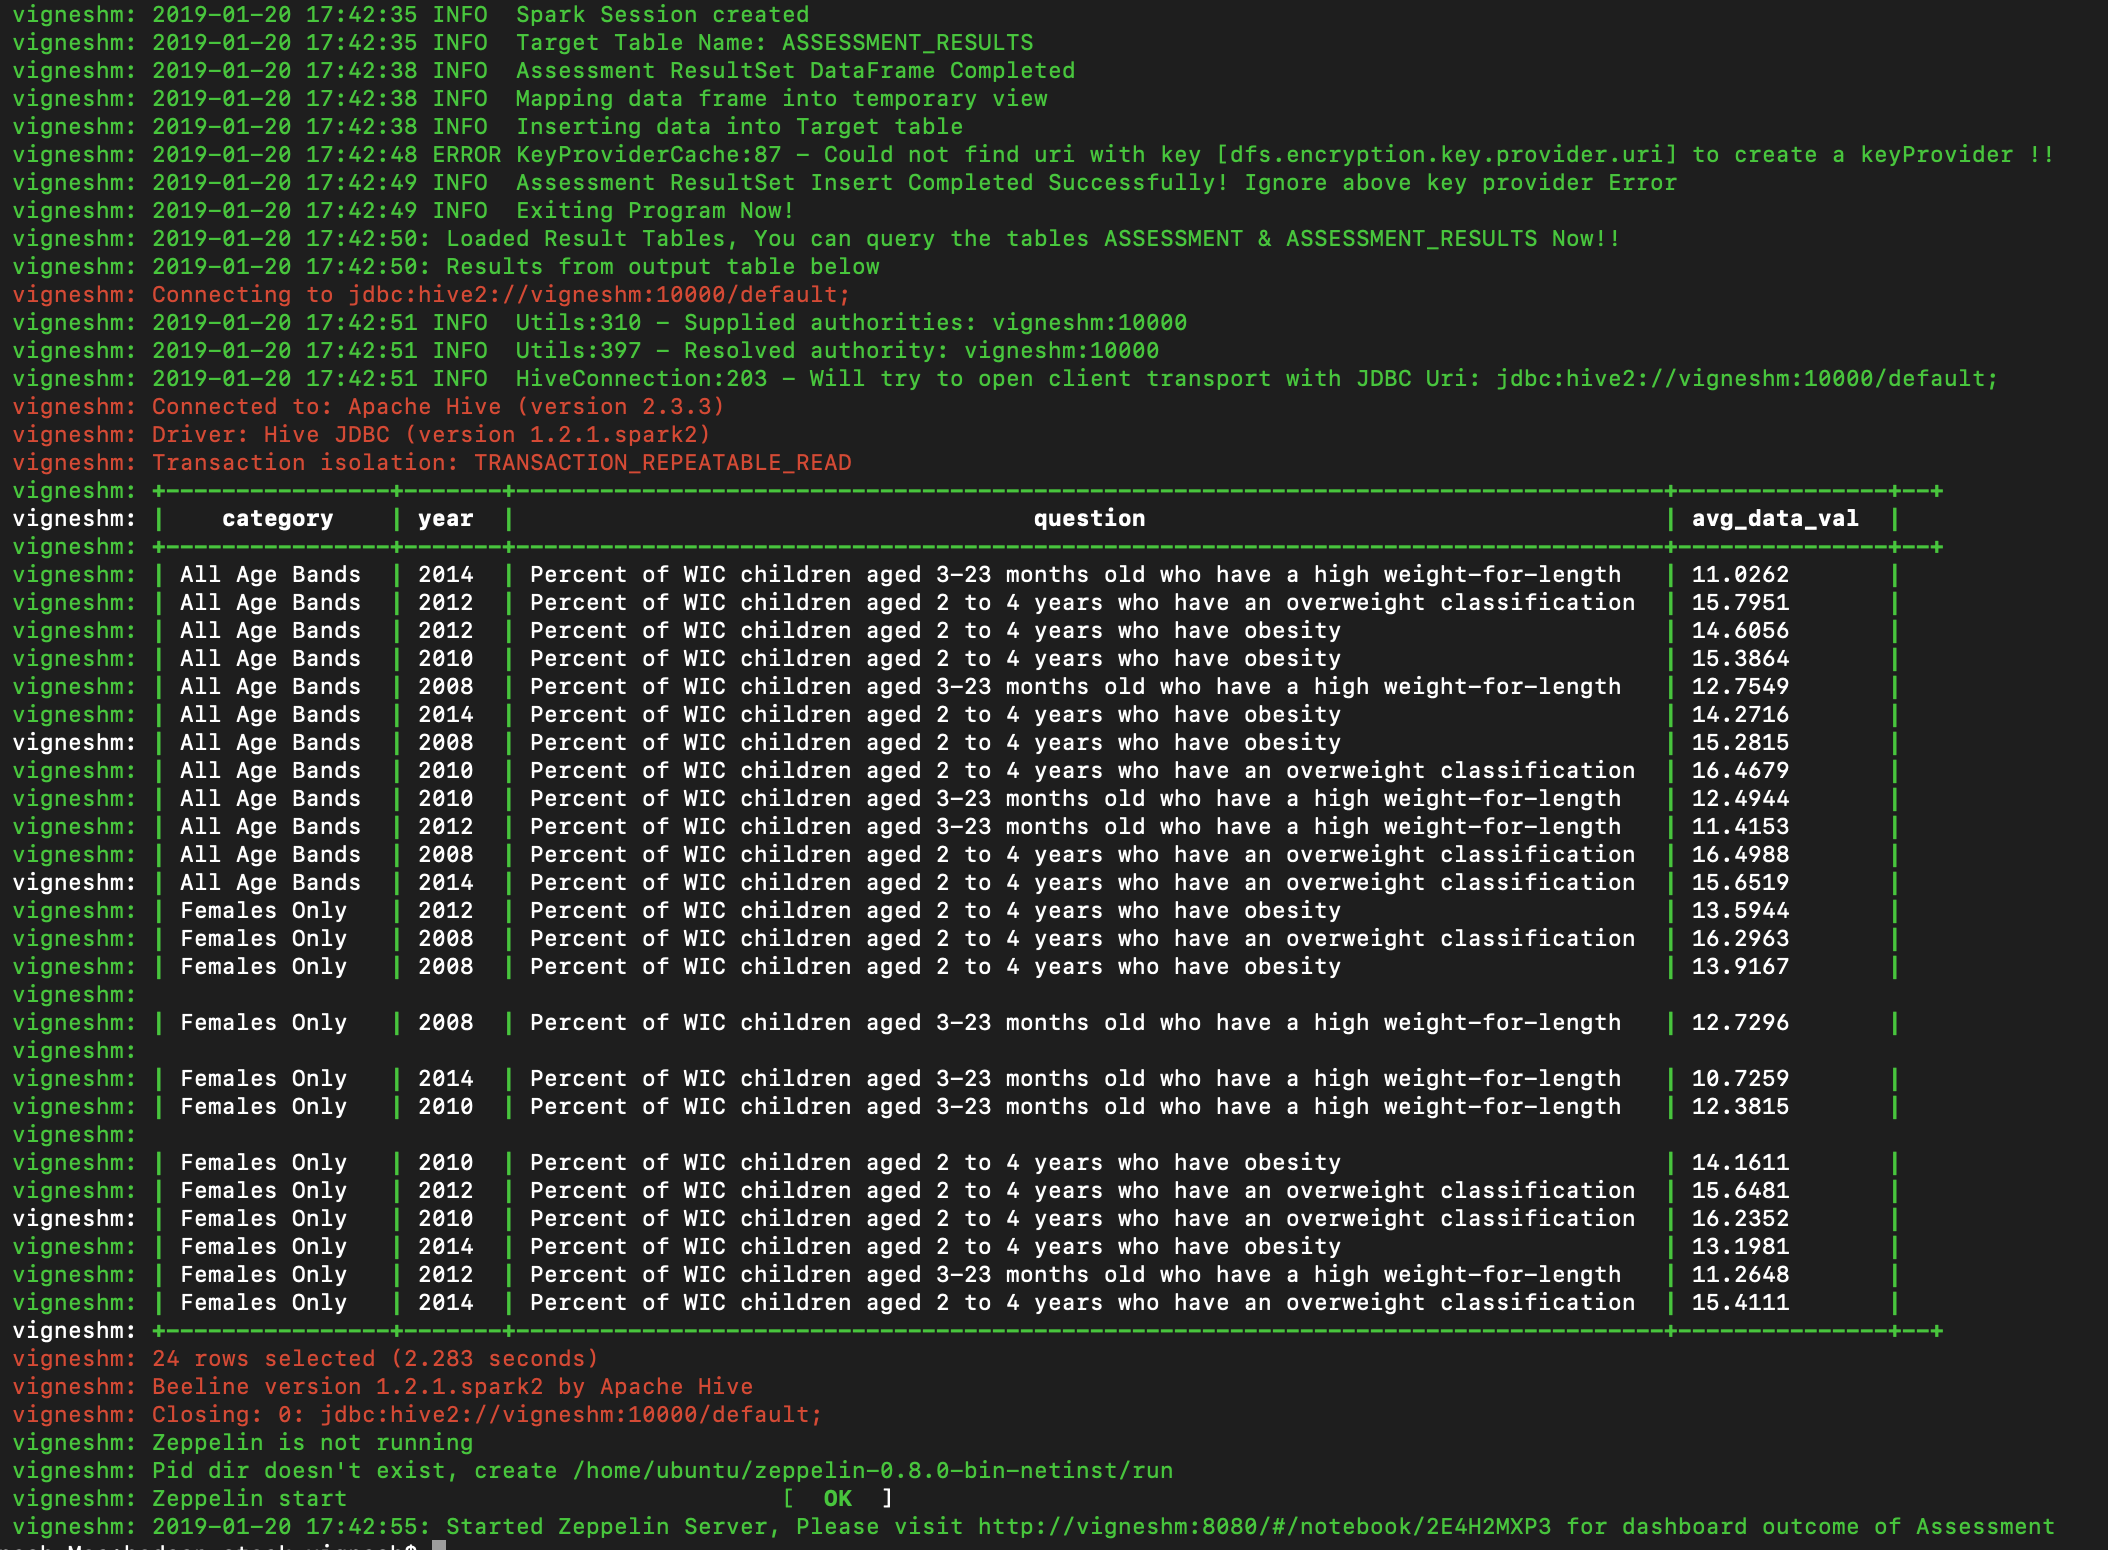 vigneshm: 2019-01-20 17:42:35 INFO  Spark Session created
vigneshm: 2019-01-20 17:42:35 INFO  Target Table Name: ASSESSMENT_RESULTS
vigneshm: 2019-01-20 17:42:38 INFO  Assessment ResultSet DataFrame Completed
vigneshm: 2019-01-20 17:42:38 INFO  Mapping data frame into temporary view
vigneshm: 2019-01-20 17:42:38 INFO  Inserting data into Target table
vigneshm: 2019-01-20 17:42:48 ERROR KeyProviderCache:87 - Could not find uri with key [dfs.encryption.key.provider.uri] to create a keyProvider !!
vigneshm: 2019-01-20 17:42:49 INFO  Assessment ResultSet Insert Completed Successfully! Ignore above key provider Error
vigneshm: 2019-01-20 17:42:49 INFO  Exiting Program Now!
vigneshm: 2019-01-20 17:42:50: Loaded Result Tables, You can query the tables ASSESSMENT & ASSESSMENT_RESULTS Now!!
vigneshm: 2019-01-20 17:42:50: Results from output table below
vigneshm: Connecting to jdbc:hive2://vigneshm:10000/default;
vigneshm: 2019-01-20 17:42:51 INFO  Utils:310 - Supplied authorities: vigneshm:10000
vigneshm: 2019-01-20 17:42:51 INFO  Utils:397 - Resolved authority: vigneshm:10000
vigneshm: 2019-01-20 17:42:51 INFO  HiveConnection:203 - Will try to open client transport with JDBC Uri: jdbc:hive2://vigneshm:10000/default;
vigneshm: Connected to: Apache Hive (version 2.3.3)
vigneshm: Driver: Hive JDBC (version 1.2.1.spark2)
vigneshm: Transaction isolation: TRANSACTION_REPEATABLE_READ
vigneshm: +----------------+-------+----------------------------------------------------------------------------------+---------------+--+
vigneshm: |    category    | year  |                                     question                                     | avg_data_val  |
vigneshm: +----------------+-------+----------------------------------------------------------------------------------+---------------+--+
vigneshm: | All Age Bands  | 2014  | Percent of WIC children aged 3-23 months old who have a high weight-for-length   | 11.0262       |
vigneshm: | All Age Bands  | 2012  | Percent of WIC children aged 2 to 4 years who have an overweight classification  | 15.7951       |
vigneshm: | All Age Bands  | 2012  | Percent of WIC children aged 2 to 4 years who have obesity                       | 14.6056       |
vigneshm: | All Age Bands  | 2010  | Percent of WIC children aged 2 to 4 years who have obesity                       | 15.3864       |
vigneshm: | All Age Bands  | 2008  | Percent of WIC children aged 3-23 months old who have a high weight-for-length   | 12.7549       |
vigneshm: | All Age Bands  | 2014  | Percent of WIC children aged 2 to 4 years who have obesity                       | 14.2716       |
vigneshm: | All Age Bands  | 2008  | Percent of WIC children aged 2 to 4 years who have obesity                       | 15.2815       |
vigneshm: | All Age Bands  | 2010  | Percent of WIC children aged 2 to 4 years who have an overweight classification  | 16.4679       |
vigneshm: | All Age Bands  | 2010  | Percent of WIC children aged 3-23 months old who have a high weight-for-length   | 12.4944       |
vigneshm: | All Age Bands  | 2012  | Percent of WIC children aged 3-23 months old who have a high weight-for-length   | 11.4153       |
vigneshm: | All Age Bands  | 2008  | Percent of WIC children aged 2 to 4 years who have an overweight classification  | 16.4988       |
vigneshm: | All Age Bands  | 2014  | Percent of WIC children aged 2 to 4 years who have an overweight classification  | 15.6519       |
vigneshm: | Females Only   | 2012  | Percent of WIC children aged 2 to 4 years who have obesity                       | 13.5944       |
vigneshm: | Females Only   | 2008  | Percent of WIC children aged 2 to 4 years who have an overweight classification  | 16.2963       |
vigneshm: | Females Only   | 2008  | Percent of WIC children aged 2 to 4 years who have obesity                       | 13.9167       |
vigneshm:
vigneshm: | Females Only   | 2008  | Percent of WIC children aged 3-23 months old who have a high weight-for-length   | 12.7296       |
vigneshm:
vigneshm: | Females Only   | 2014  | Percent of WIC children aged 3-23 months old who have a high weight-for-length   | 10.7259       |
vigneshm: | Females Only   | 2010  | Percent of WIC children aged 3-23 months old who have a high weight-for-length   | 12.3815       |
vigneshm:
vigneshm: | Females Only   | 2010  | Percent of WIC children aged 2 to 4 years who have obesity                       | 14.1611       |
vigneshm: | Females Only   | 2012  | Percent of WIC children aged 2 to 4 years who have an overweight classification  | 15.6481       |
vigneshm: | Females Only   | 2010  | Percent of WIC children aged 2 to 4 years who have an overweight classification  | 16.2352       |
vigneshm: | Females Only   | 2014  | Percent of WIC children aged 2 to 4 years who have obesity                       | 13.1981       |
vigneshm: | Females Only   | 2012  | Percent of WIC children aged 3-23 months old who have a high weight-for-length   | 11.2648       |
vigneshm: | Females Only   | 2014  | Percent of WIC children aged 2 to 4 years who have an overweight classification  | 15.4111       |
vigneshm: +----------------+-------+----------------------------------------------------------------------------------+---------------+--+
vigneshm: 24 rows selected (2.283 seconds)
vigneshm: Beeline version 1.2.1.spark2 by Apache Hive
vigneshm: Closing: 0: jdbc:hive2://vigneshm:10000/default;
vigneshm: Zeppelin is not running
vigneshm: Pid dir doesn't exist, create /home/ubuntu/zeppelin-0.8.0-bin-netinst/run
vigneshm: Zeppelin start                               [  OK  ]
vigneshm: 2019-01-20 17:42:55: Started Zeppelin Server, Please visit http://vigneshm:8080/#/notebook/2E4H2MXP3 for dashboard outcome of Assessment